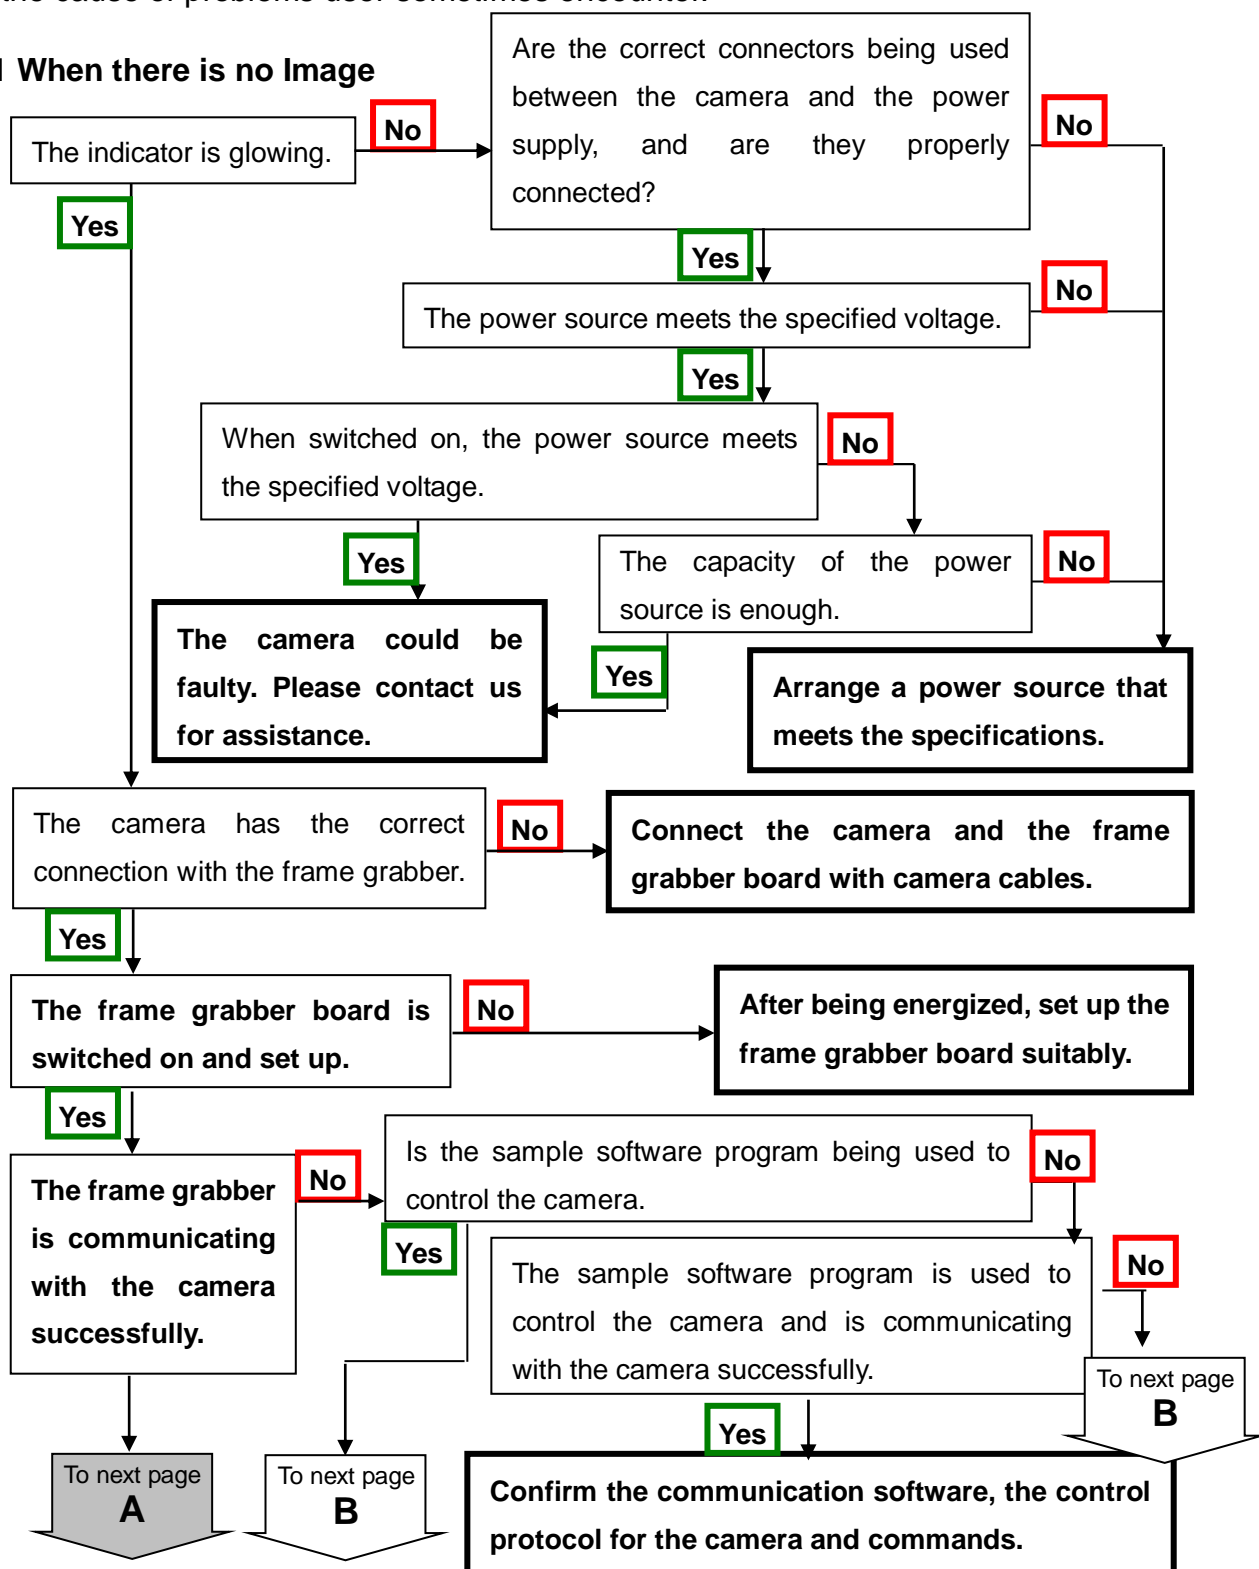 the cause of problems user sometimes encounter.
When there is no Image
Are the correct connectors being used
between the camera and the power
supply, and are they properly
connected?
No
No
The indicator is glowing.
Yes
Yes
No
The power source meets the specified voltage.
Yes
When switched on, the power source meets
the specified voltage.
No
Yes
The capacity of the power
source is enough.
No
The camera could be
faulty. Please contact us
for assistance.
Yes
Arrange a power source that
meets the specifications.
The camera has the correct
connection with the frame grabber.
No
Connect the camera and the frame
grabber board with camera cables.
Yes
The frame grabber board is
switched on and set up.
No
After being energized, set up the
frame grabber board suitably.
Yes
Is the sample software program being used to
control the camera.
No
The frame grabber
is communicating
with the camera
successfully.
No
Yes
The sample software program is used to
control the camera and is communicating
with the camera successfully.
No
To next page
B
Yes
To next page
A
To next page
B
Confirm the communication software, the control
protocol for the camera and commands.